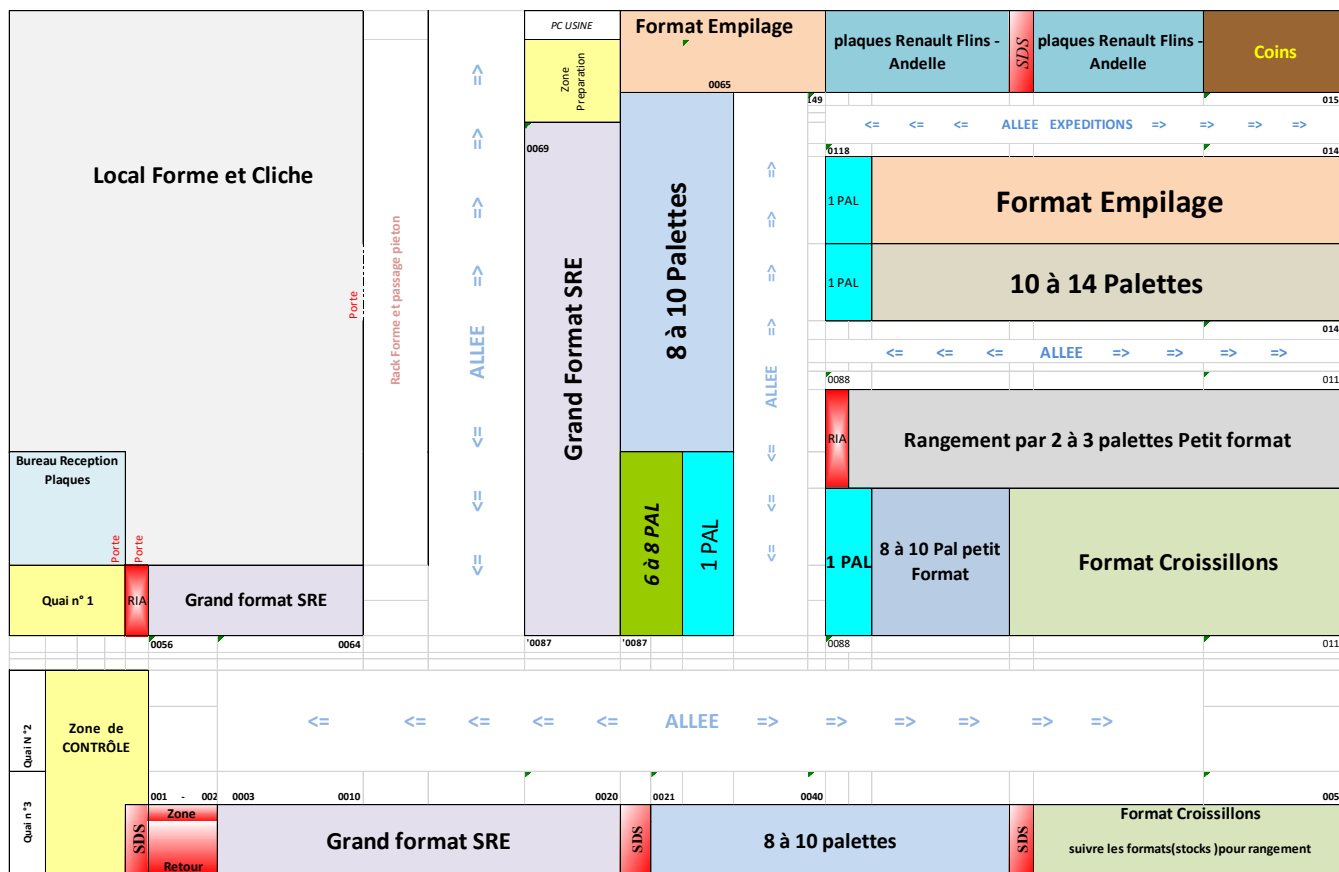 PC USINE
Format Empilage
0065
plaques Renault Flins -
Andelle
SDS
plaques Renault Flins -
Andelle
Coins
Zone
Preparation
0149
015
<= <= <= ALLEE EXPEDITIONS => => => =>
Local Forme et Cliche
Porte
Rack Forme et passage pieton
<= <= <= <= ALLEE => => =>
0069
Grand Format SRE
8 à 10 Palettes
<= <= <= <= ALLEE => => =>
0118
014
1 PAL
Format Empilage
1 PAL
10 à 14 Palettes
014
<= <= <= ALLEE => => => =>
0088
011
RIA
Rangement par 2 à 3 palettes Petit format
Bureau Reception
Plaques
Porte
Porte
6 à 8 PAL
1 PAL
1 PAL
8 à 10 Pal petit
Format
Format Croissillons
Quai n° 1
RIA
Grand format SRE
0056
0064
'0087
'0087
0088
011
Quai N °2
Zone de
CONTRÔLE
<= <= <= <= <= ALLEE => => => => => =>
Quai n °3
001 - 002
0003
0010
0020
0021
0040
005
SDS
Zone
Retour
Grand format SRE
SDS
8 à 10 palettes
SDS
Format Croissillons
suivre les formats(stocks )pour rangement